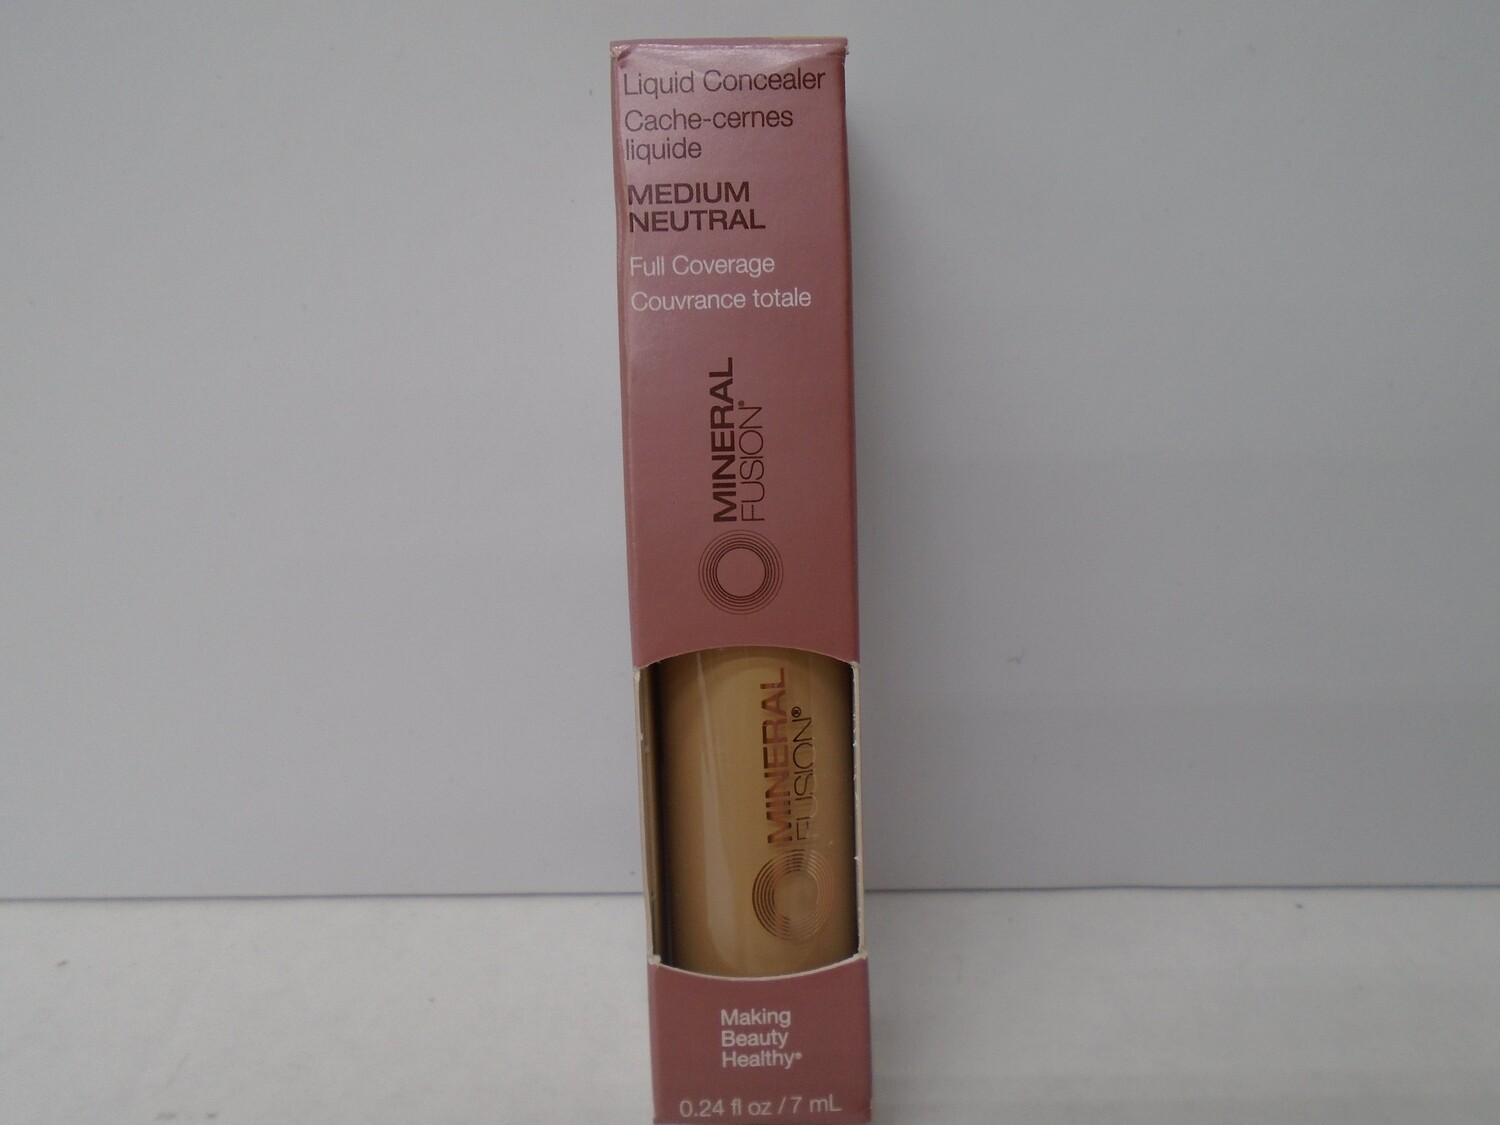 Liquid Concealer
Cache-cernes
liquide
MEDIUM
NEUTRAL
Full Coverage
Couvrance totale
MINERAL
FUSION®
MINERAL
FUSION®
Making
Beauty
Healthy®
0.24 fl oz / 7 mL